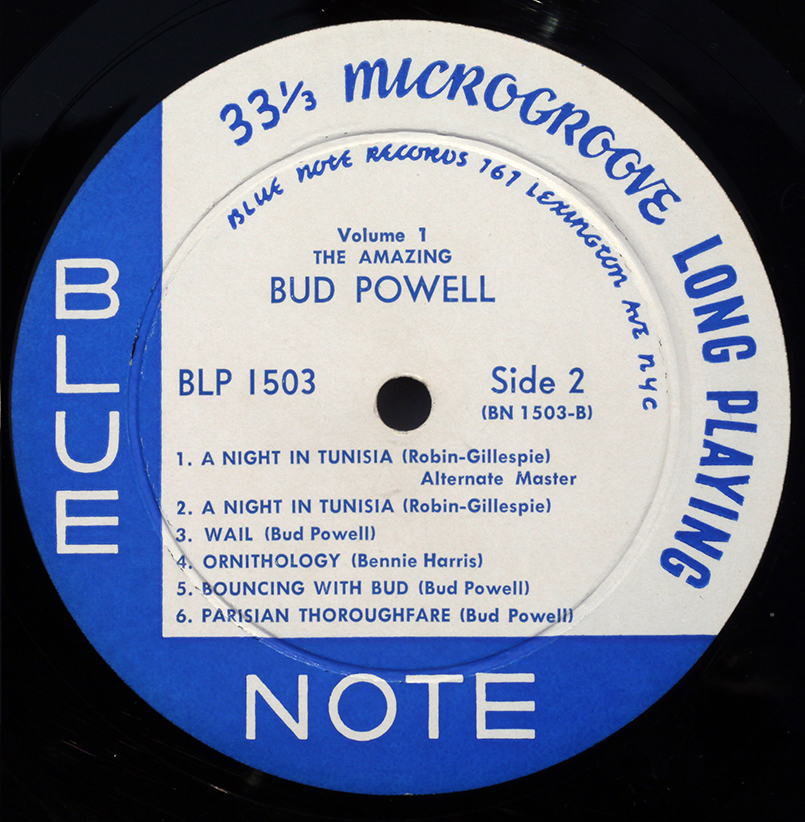 33⅓ MICROGROOVE LONG PLAYING
BLUE NOTE RECORDS 767 LEXINGTON AVE NYC
Volume 1
THE AMAZING
BUD POWELL
BLP 1503
Side 2
(BN 1503-B)
1. A NIGHT IN TUNISIA (Robin-Gillespie)
Alternate Master
2. A NIGHT IN TUNISIA (Robin-Gillespie)
3. WAIL (Bud Powell)
4. ORNITHOLOGY (Bennie Harris)
5. BOUNCING WITH BUD (Bud Powell)
6. PARISIAN THOROUGHFARE (Bud Powell)
BLUE
NOTE